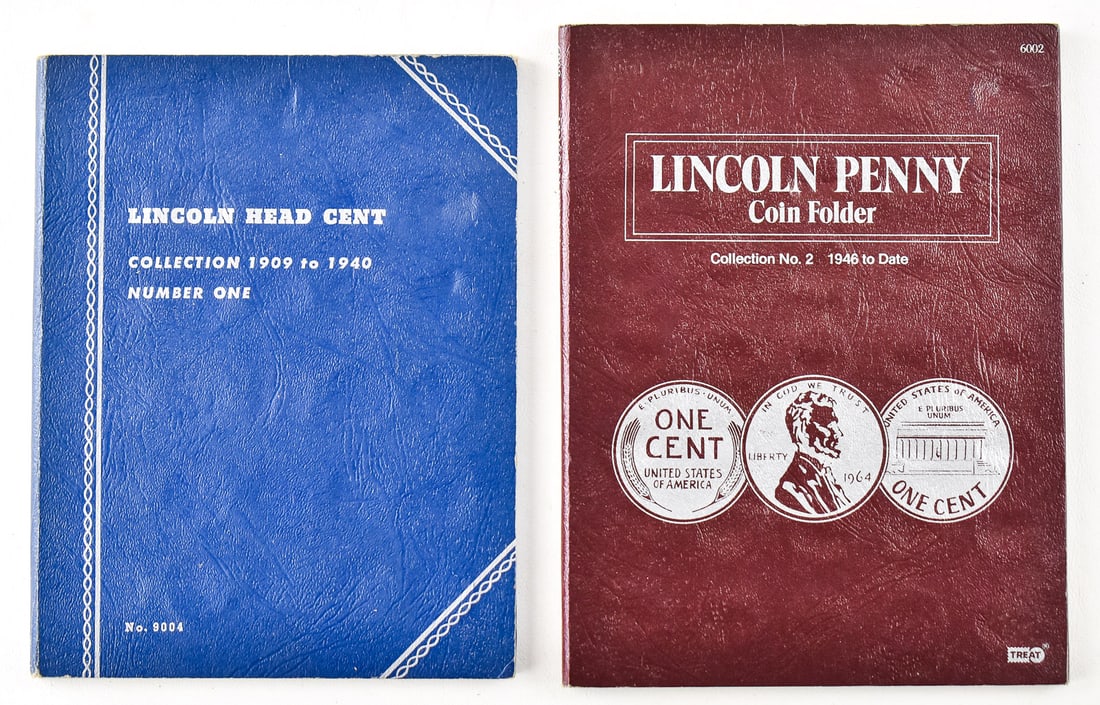 LINCOLN HEAD CENT
COLLECTION 1909 to 1940
NUMBER ONE
No. 9004
6002
LINCOLN PENNY
Coin Folder
Collection No. 2 1946 to Date
E·PLURIBUS·UNUM
ONE
CENT
UNITED STATES
OF AMERICA
IN GOD WE TRUST
LIBERTY
1964
UNITED STATES of AMERICA
E PLURIBUS
UNUM
ONE CENT
TREAT®